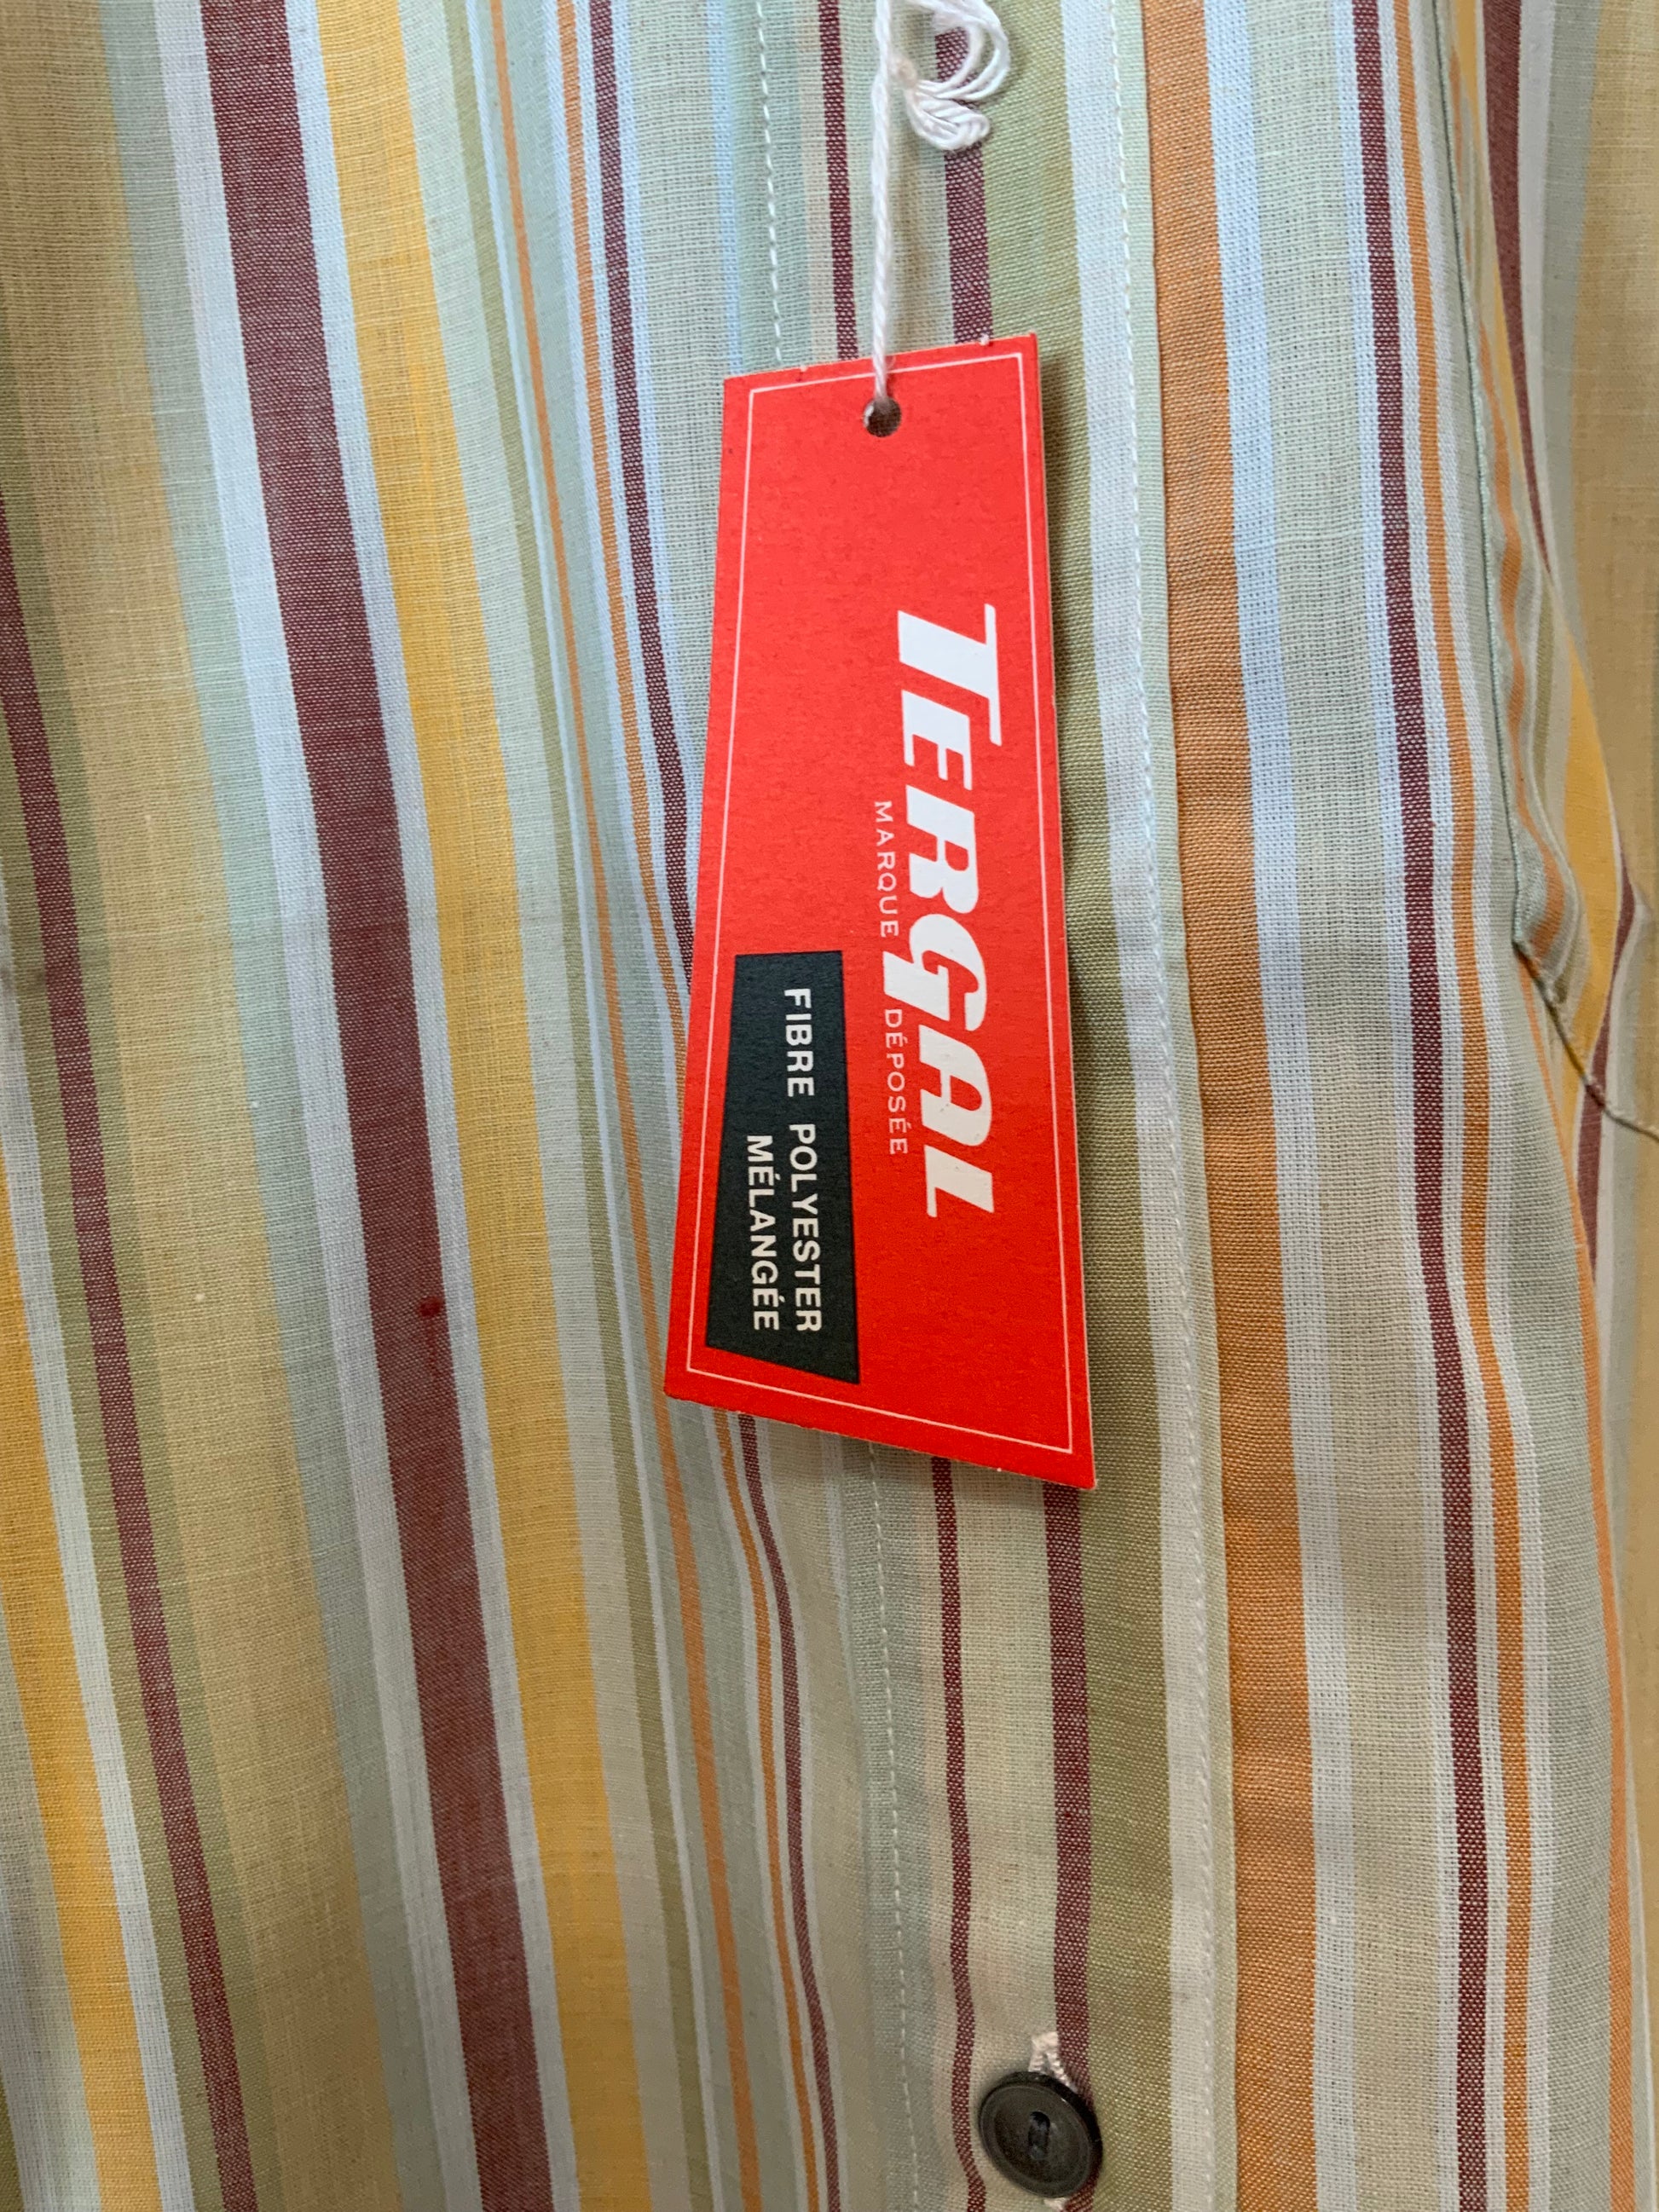 TERGAL
MARQUE DÉPOSÉE
FIBRE POLYESTER
MÉLANGÉE